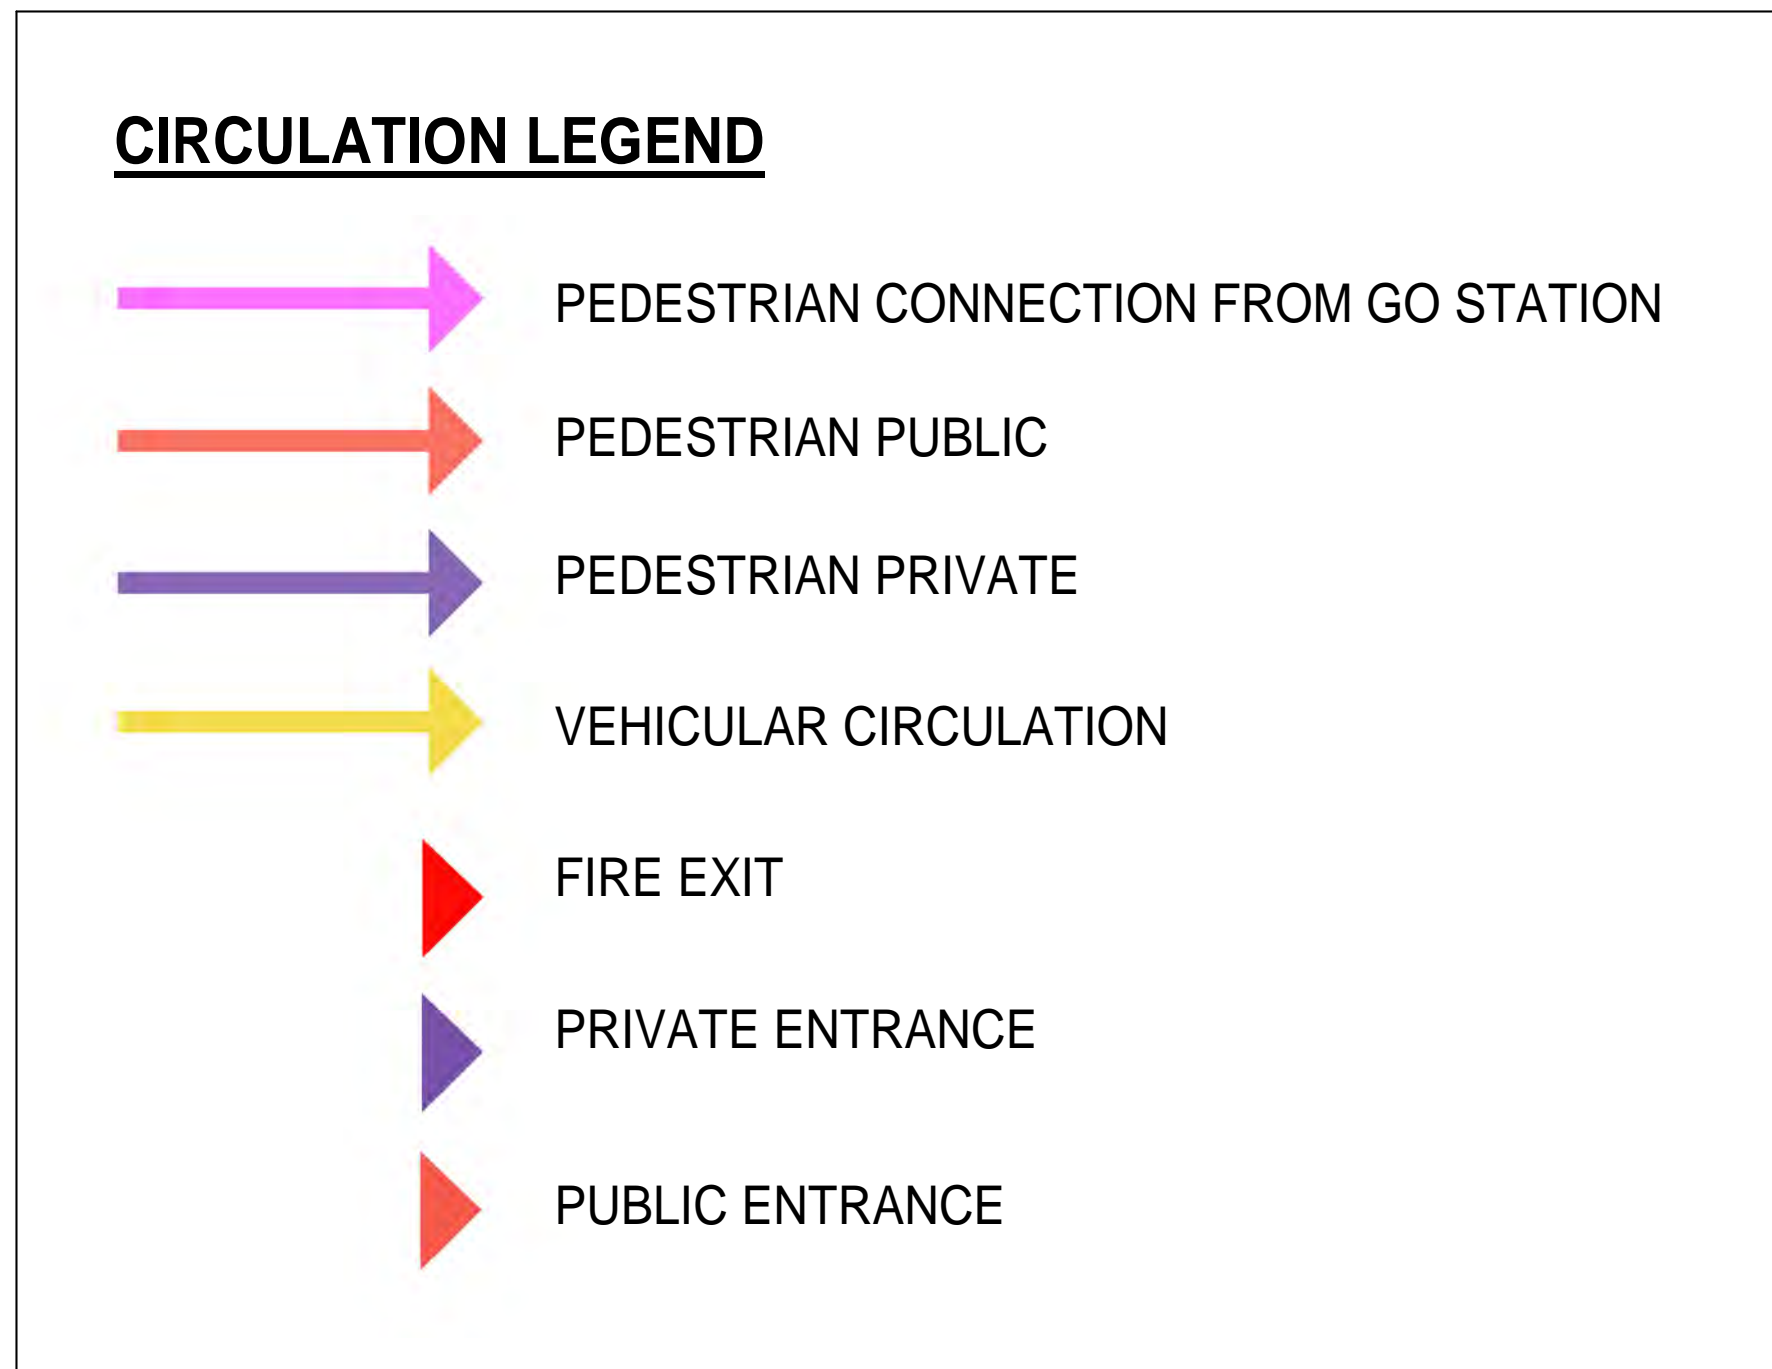 CIRCULATION LEGEND
PEDESTRIAN CONNECTION FROM GO STATION
PEDESTRIAN PUBLIC
PEDESTRIAN PRIVATE
VEHICULAR CIRCULATION
FIRE EXIT
PRIVATE ENTRANCE
PUBLIC ENTRANCE